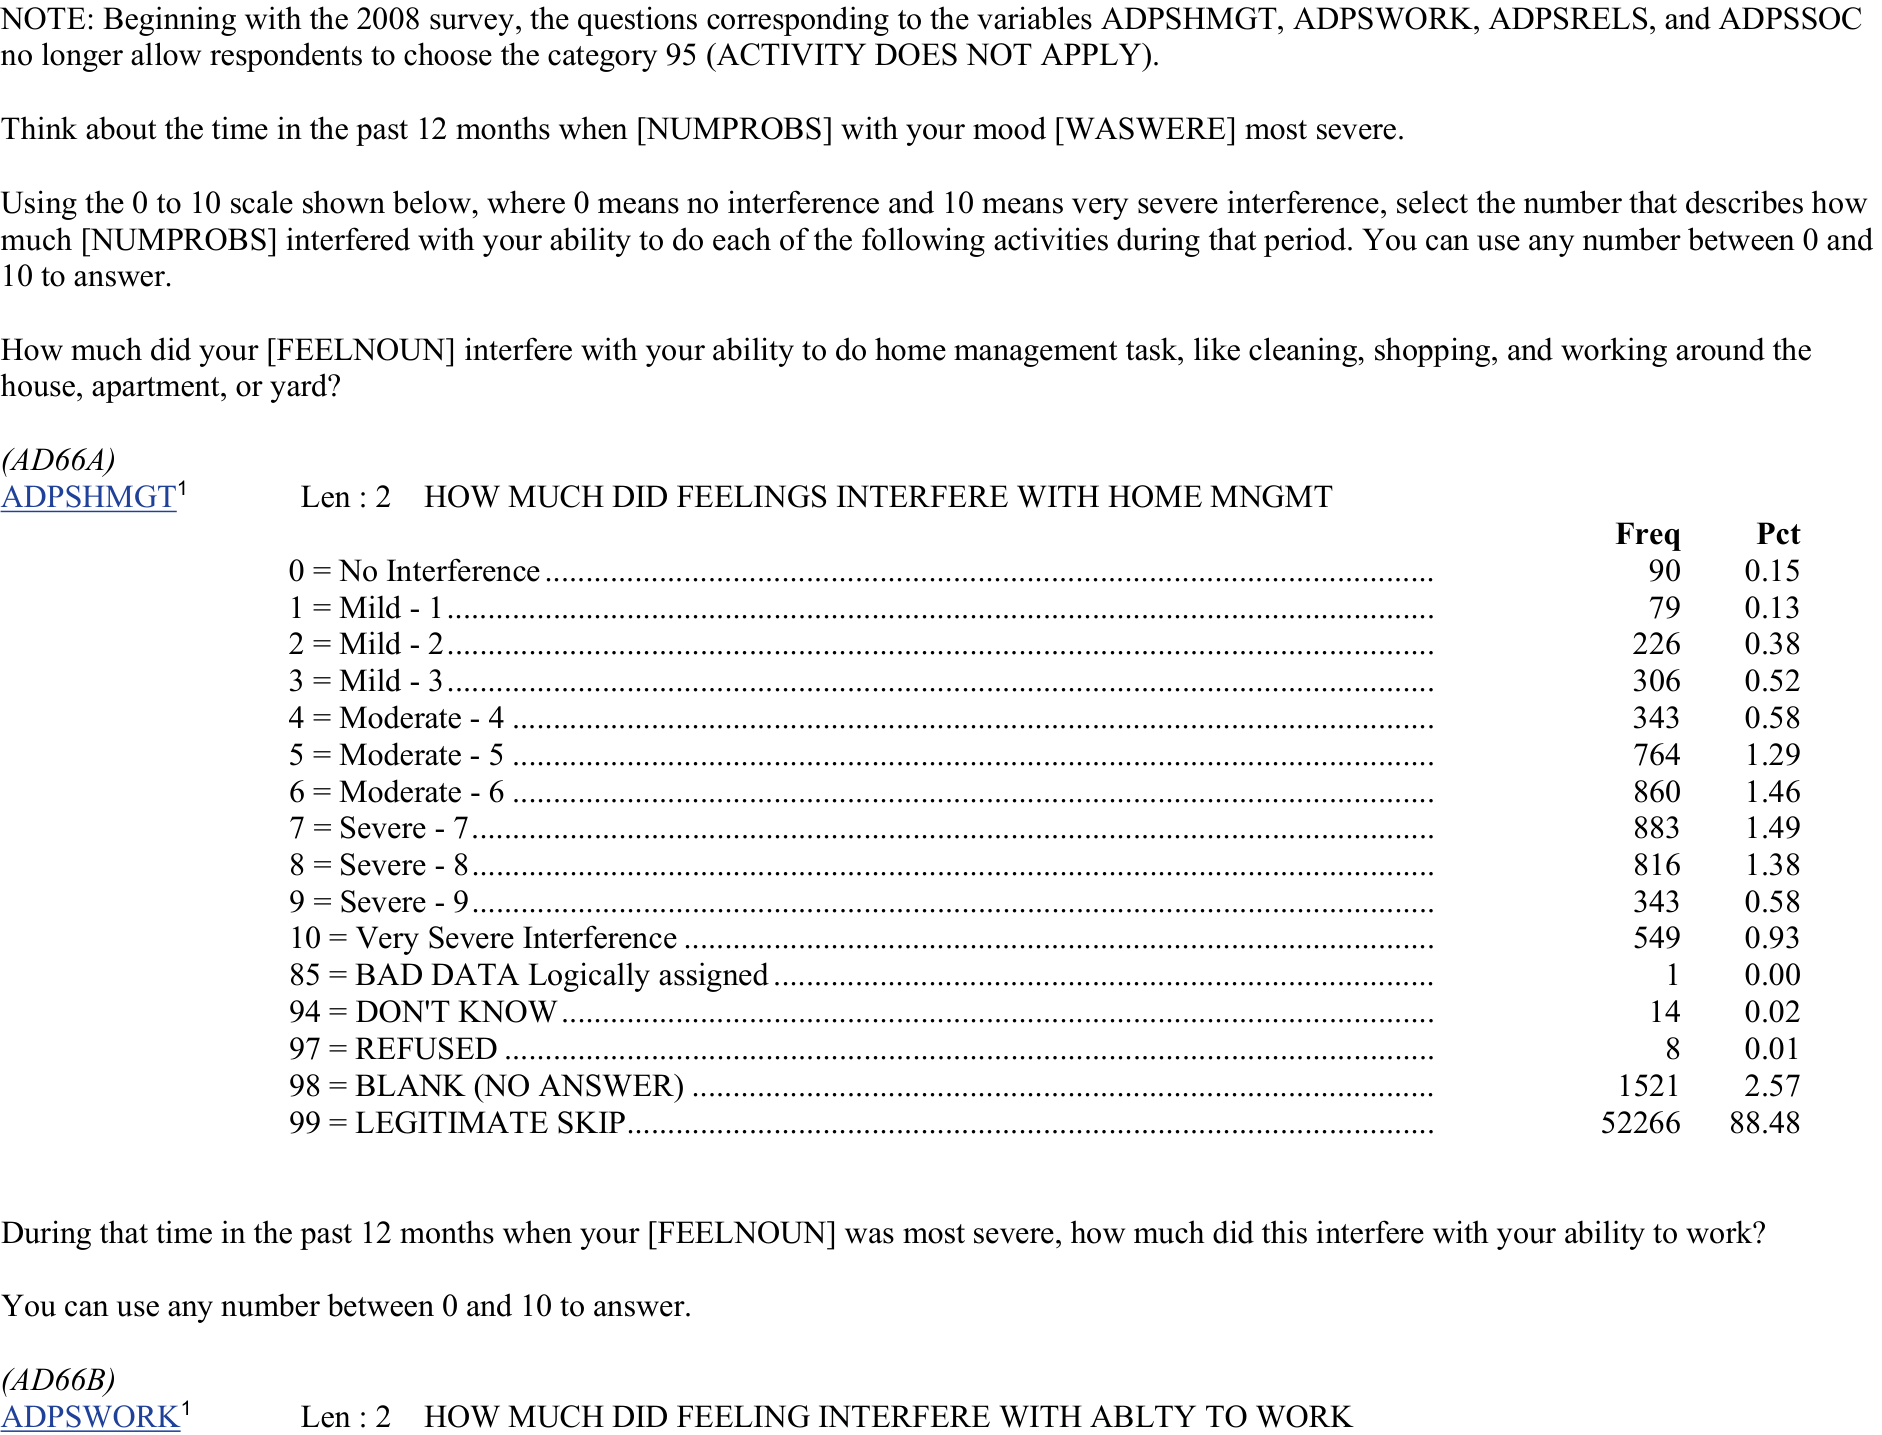 NOTE: Beginning with the 2008 survey, the questions corresponding to the variables ADPSHMGT, ADPSWORK, ADPSRELS, and ADPSSOC
no longer allow respondents to choose the category 95 (ACTIVITY DOES NOT APPLY).
Think about the time in the past 12 months when [NUMPROBS] with your mood [WASWERE] most severe.
Using the 0 to 10 scale shown below, where 0 means no interference and 10 means very severe interference, select the number that describes how
much [NUMPROBS] interfered with your ability to do each of the following activities during that period. You can use any number between 0 and
10 to answer.
How much did your [FEELNOUN] interfere with your ability to do home management task, like cleaning, shopping, and working around the
house, apartment, or yard?
(AD66A)
ADPSHMGT¹ Len : 2 HOW MUCH DID FEELINGS INTERFERE WITH HOME MNGMT
Freq Pct
0 = No Interference 90 0.15
1 = Mild - 1 79 0.13
2 = Mild - 2 226 0.38
3 = Mild - 3 306 0.52
4 = Moderate - 4 343 0.58
5 = Moderate - 5 764 1.29
6 = Moderate - 6 860 1.46
7 = Severe - 7 883 1.49
8 = Severe - 8 816 1.38
9 = Severe - 9 343 0.58
10 = Very Severe Interference 549 0.93
85 = BAD DATA Logically assigned 1 0.00
94 = DON'T KNOW 14 0.02
97 = REFUSED 8 0.01
98 = BLANK (NO ANSWER) 1521 2.57
99 = LEGITIMATE SKIP 52266 88.48
During that time in the past 12 months when your [FEELNOUN] was most severe, how much did this interfere with your ability to work?
You can use any number between 0 and 10 to answer.
(AD66B)
ADPSWORK¹ Len : 2 HOW MUCH DID FEELING INTERFERE WITH ABLTY TO WORK